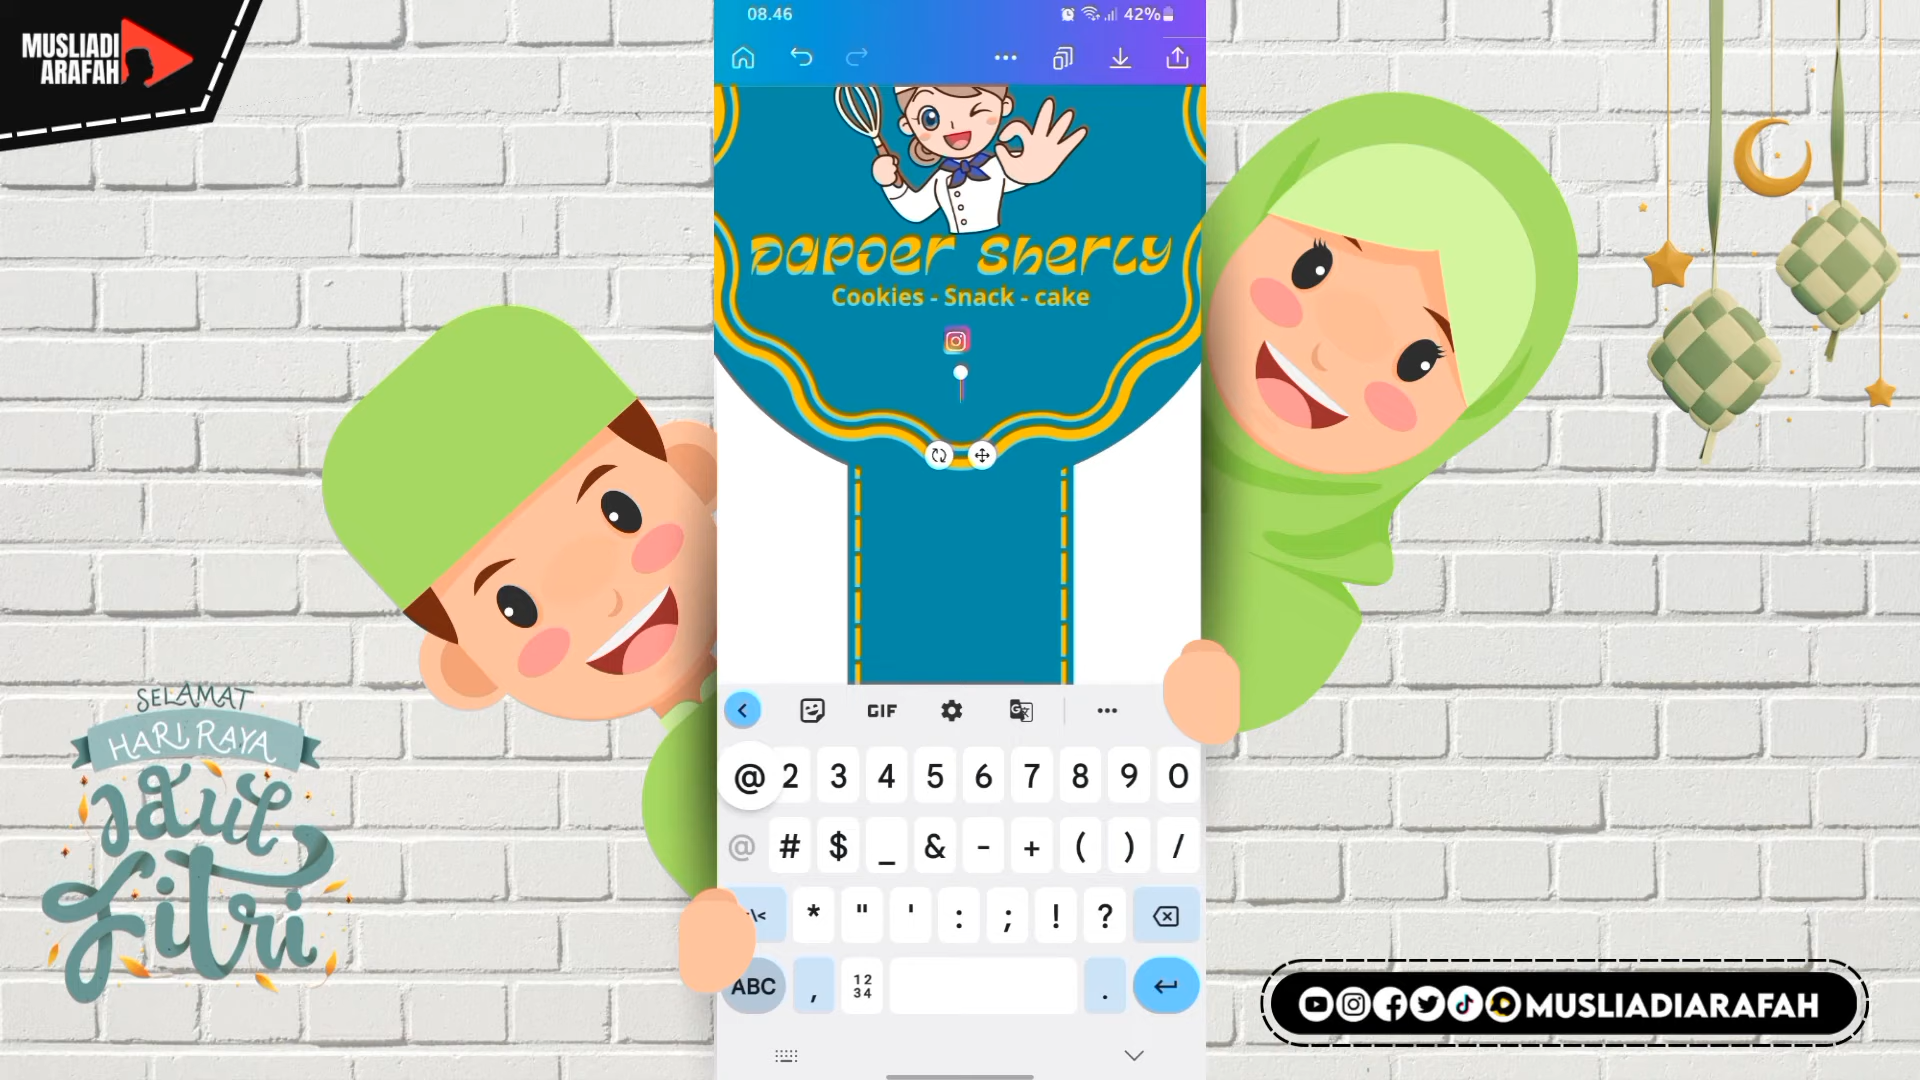 MUSLIADI
ARAFAH
08.46
42%
Dapoer Sherly
Cookies - Snack - cake
SELAMAT
HARI RAYA
Idul
Fitri
GIF
@ 2 3 4 5 6 7 8 9 0
@ # $ _ & - + ( ) /
\< * " ' : ; ! ?
ABC , 12 34 .
MUSLIADIARAFAH